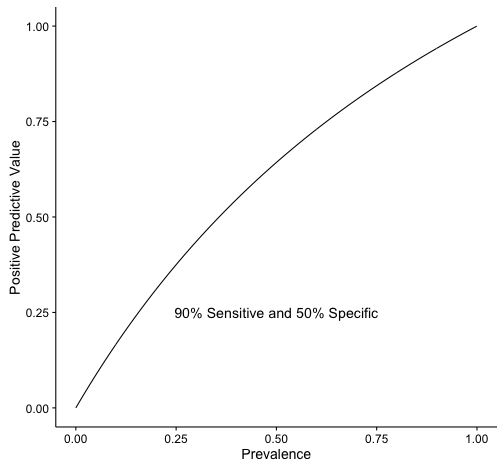 1.00
0.75
0.50
0.25
0.00
Positive Predictive Value
90% Sensitive and 50% Specific
0.00 0.25 0.50 0.75 1.00
Prevalence